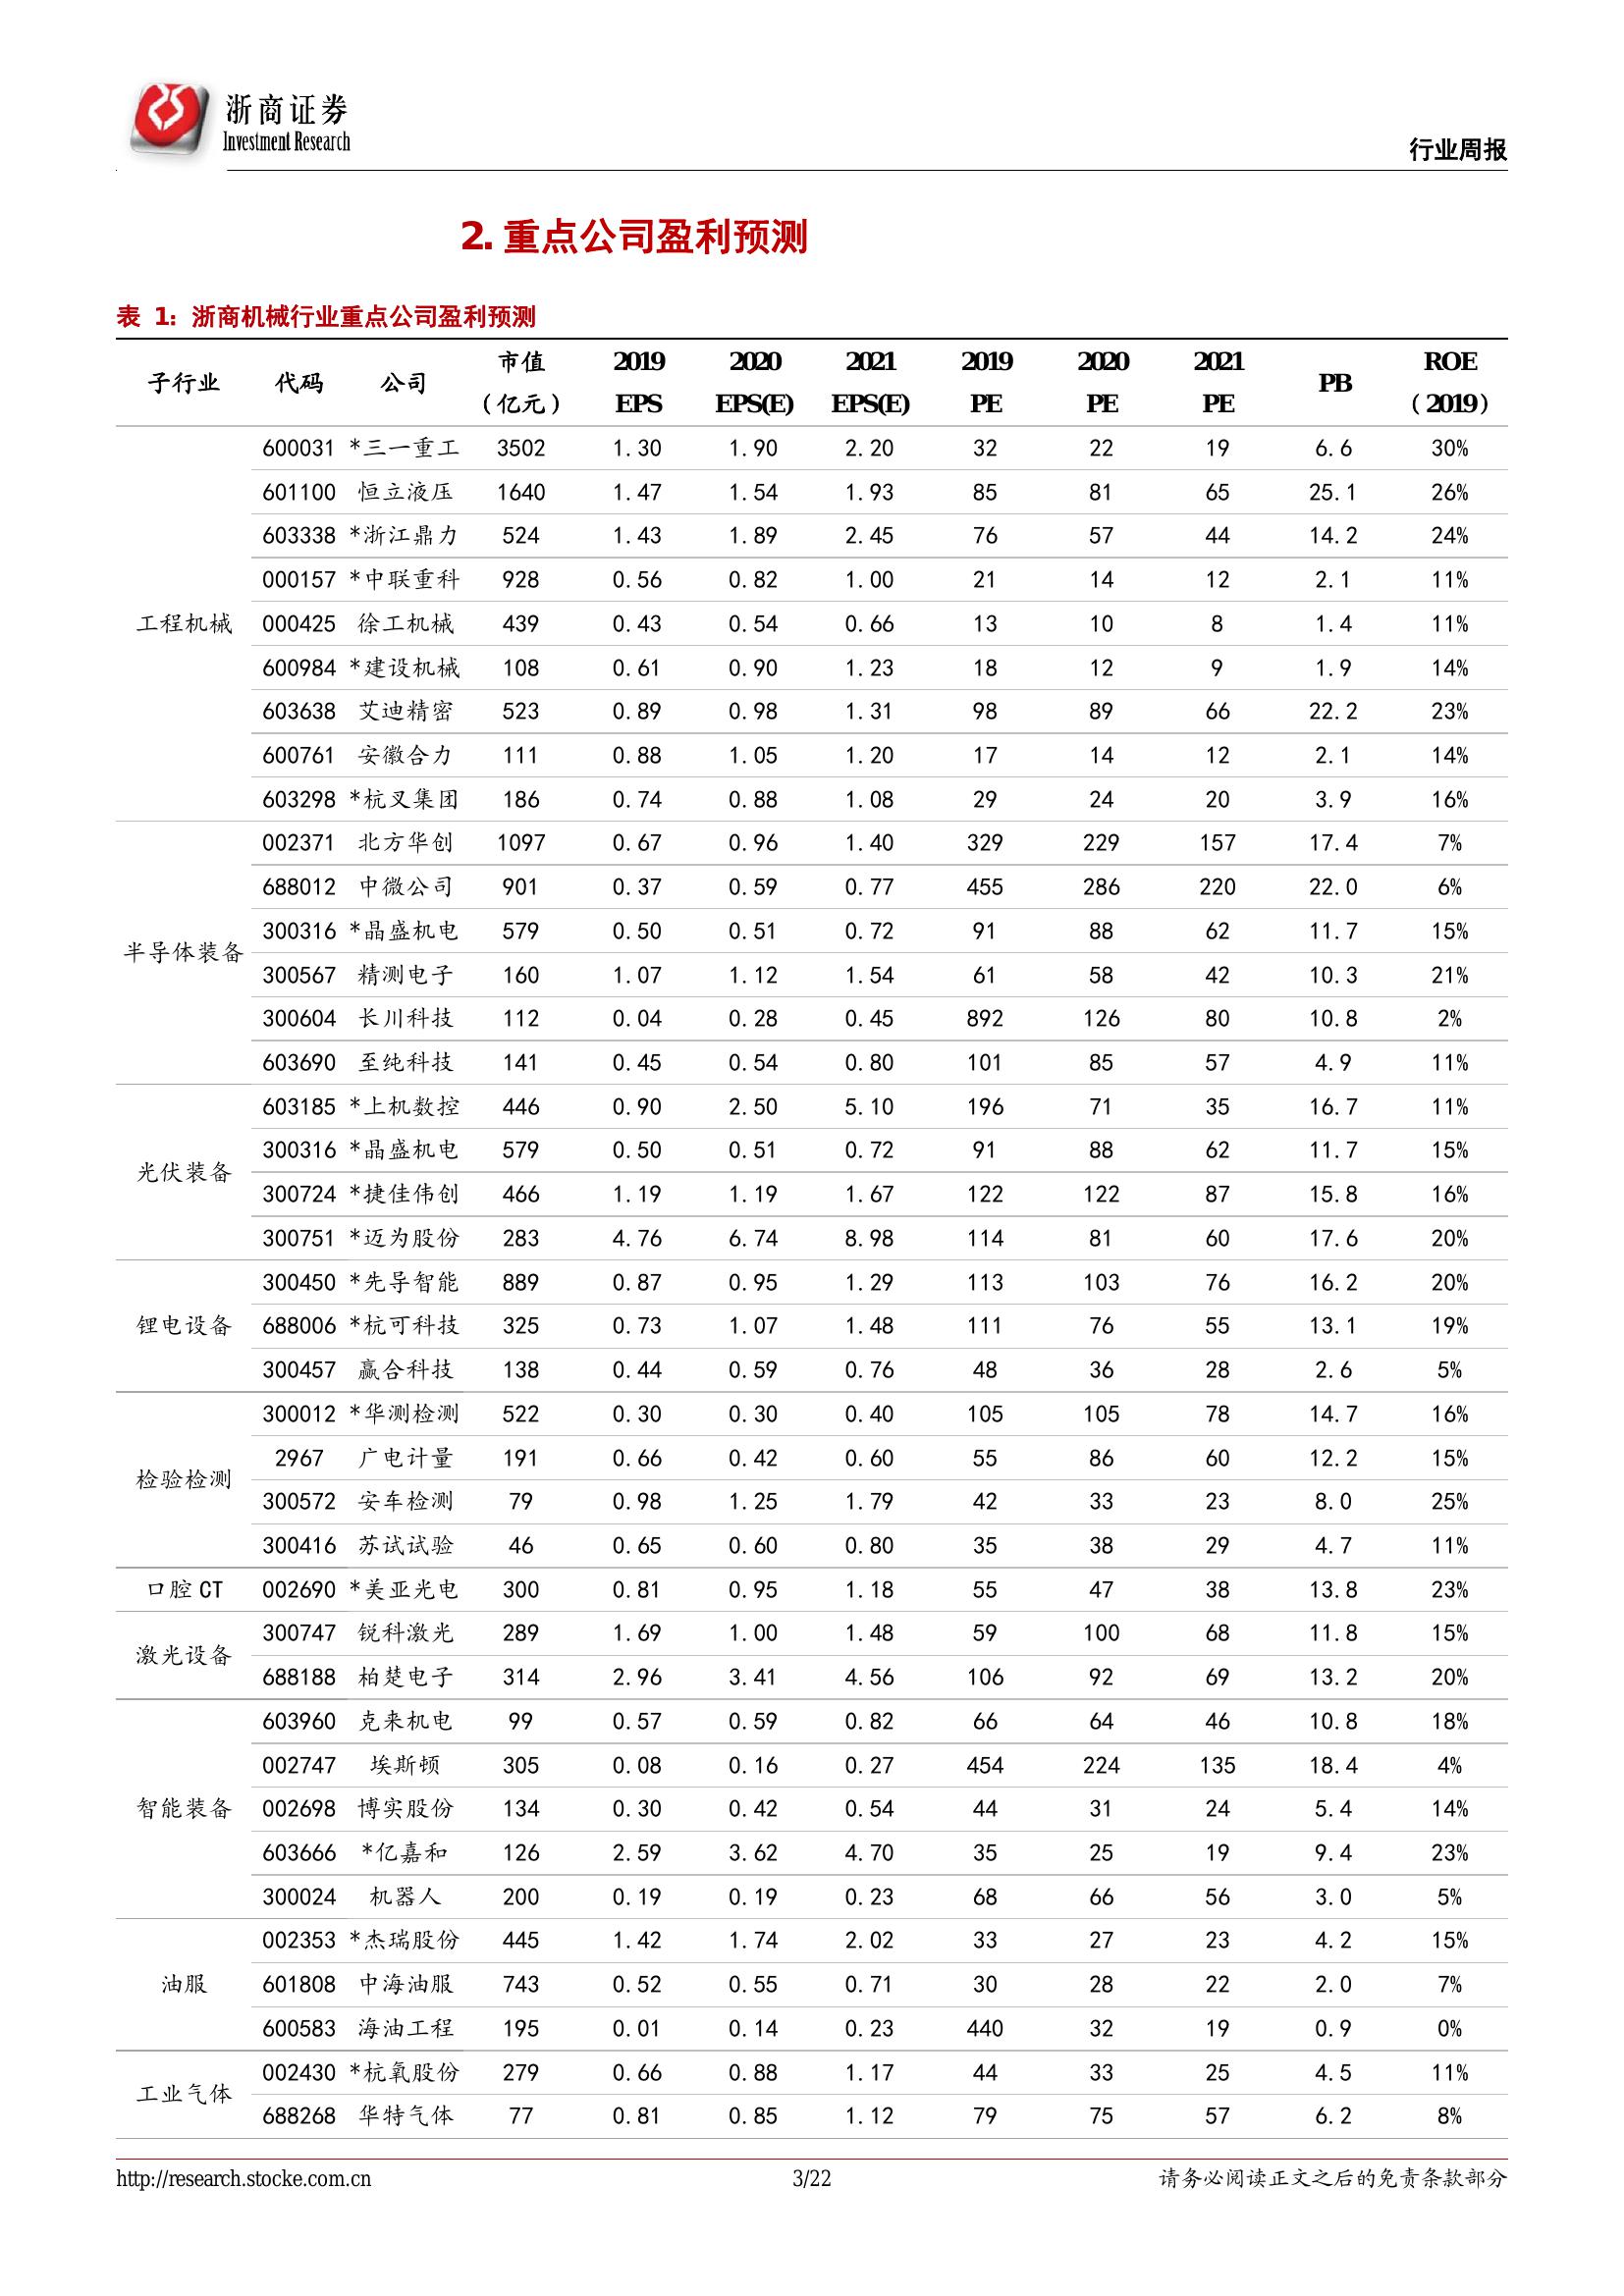 浙商证券
Investment Research
行业周报
2. 重点公司盈利预测
表 1: 浙商机械行业重点公司盈利预测
子行业 代码 公司 市值（亿元） 2019 EPS 2020 EPS(E) 2021 EPS(E) 2019 PE 2020 PE 2021 PE PB ROE（2019）
工程机械 600031 *三一重工 3502 1.30 1.90 2.20 32 22 19 6.6 30%
601100 恒立液压 1640 1.47 1.54 1.93 85 81 65 25.1 26%
603338 *浙江鼎力 524 1.43 1.89 2.45 76 57 44 14.2 24%
000157 *中联重科 928 0.56 0.82 1.00 21 14 12 2.1 11%
000425 徐工机械 439 0.43 0.54 0.66 13 10 8 1.4 11%
600984 *建设机械 108 0.61 0.90 1.23 18 12 9 1.9 14%
603638 艾迪精密 523 0.89 0.98 1.31 98 89 66 22.2 23%
600761 安徽合力 111 0.88 1.05 1.20 17 14 12 2.1 14%
603298 *杭叉集团 186 0.74 0.88 1.08 29 24 20 3.9 16%
半导体装备 002371 北方华创 1097 0.67 0.96 1.40 329 229 157 17.4 7%
688012 中微公司 901 0.37 0.59 0.77 455 286 220 22.0 6%
300316 *晶盛机电 579 0.50 0.51 0.72 91 88 62 11.7 15%
300567 精测电子 160 1.07 1.12 1.54 61 58 42 10.3 21%
300604 长川科技 112 0.04 0.28 0.45 892 126 80 10.8 2%
603690 至纯科技 141 0.45 0.54 0.80 101 85 57 4.9 11%
光伏装备 603185 *上机数控 446 0.90 2.50 5.10 196 71 35 16.7 11%
300316 *晶盛机电 579 0.50 0.51 0.72 91 88 62 11.7 15%
300724 *捷佳伟创 466 1.19 1.19 1.67 122 122 87 15.8 16%
300751 *迈为股份 283 4.76 6.74 8.98 114 81 60 17.6 20%
锂电设备 300450 *先导智能 889 0.87 0.95 1.29 113 103 76 16.2 20%
688006 *杭可科技 325 0.73 1.07 1.48 111 76 55 13.1 19%
300457 赢合科技 138 0.44 0.59 0.76 48 36 28 2.6 5%
检验检测 300012 *华测检测 522 0.30 0.30 0.40 105 105 78 14.7 16%
2967 广电计量 191 0.66 0.42 0.60 55 86 60 12.2 15%
300572 安车检测 79 0.98 1.25 1.79 42 33 23 8.0 25%
300416 苏试试验 46 0.65 0.60 0.80 35 38 29 4.7 11%
口腔 CT 002690 *美亚光电 300 0.81 0.95 1.18 55 47 38 13.8 23%
激光设备 300747 锐科激光 289 1.69 1.00 1.48 59 100 68 11.8 15%
688188 柏楚电子 314 2.96 3.41 4.56 106 92 69 13.2 20%
智能装备 603960 克来机电 99 0.57 0.59 0.82 66 64 46 10.8 18%
002747 埃斯顿 305 0.08 0.16 0.27 454 224 135 18.4 4%
002698 博实股份 134 0.30 0.42 0.54 44 31 24 5.4 14%
603666 *亿嘉和 126 2.59 3.62 4.70 35 25 19 9.4 23%
300024 机器人 200 0.19 0.19 0.23 68 66 56 3.0 5%
油服 002353 *杰瑞股份 445 1.42 1.74 2.02 33 27 23 4.2 15%
601808 中海油服 743 0.52 0.55 0.71 30 28 22 2.0 7%
600583 海油工程 195 0.01 0.14 0.23 440 32 19 0.9 0%
工业气体 002430 *杭氧股份 279 0.66 0.88 1.17 44 33 25 4.5 11%
688268 华特气体 77 0.81 0.85 1.12 79 75 57 6.2 8%
http://research.stocke.com.cn 3/22 请务必阅读正文之后的免责条款部分